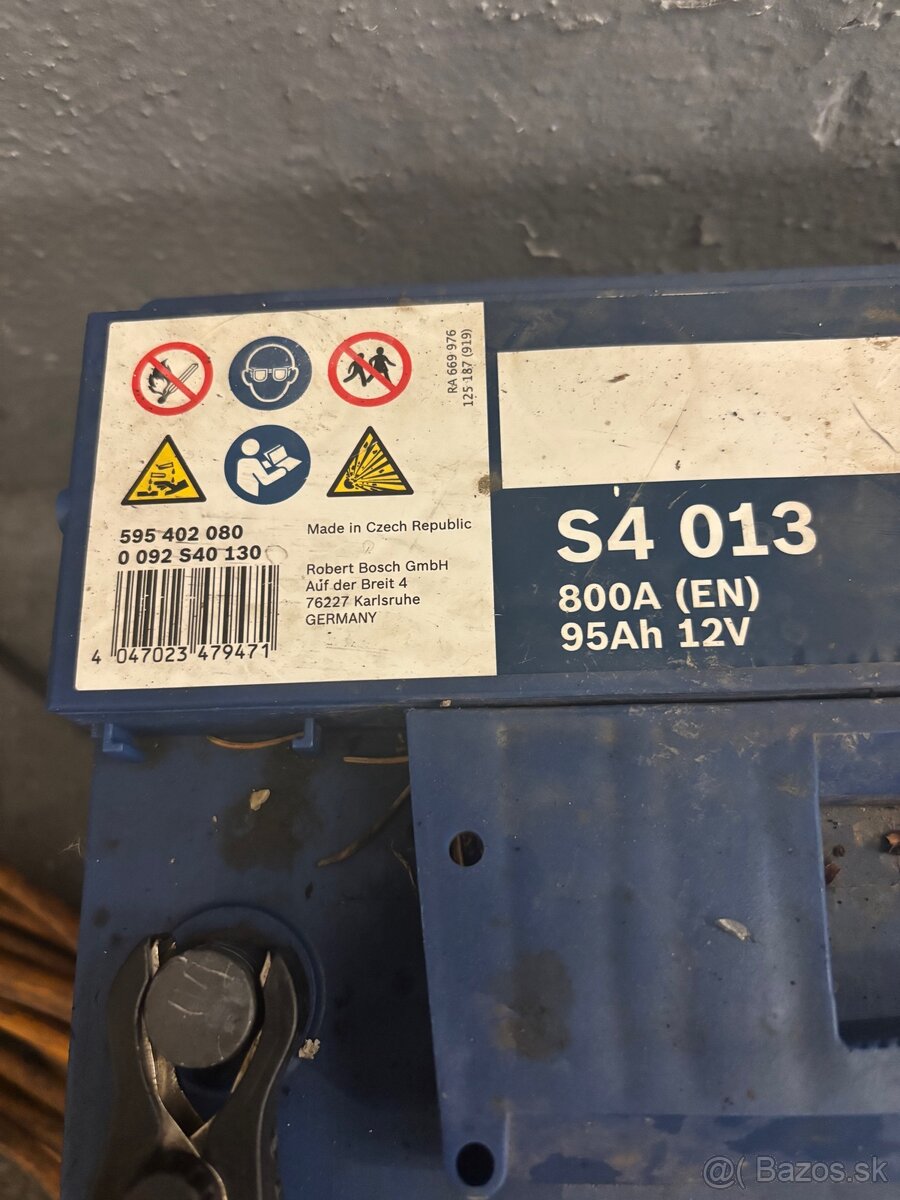 RA 669 976
125 187 (919)
595 402 080
0 092 S40 130
Made in Czech Republic
Robert Bosch GmbH
Auf der Breit 4
76227 Karlsruhe
GERMANY
4 047023 479471
S4 013
800A (EN)
95Ah 12V
@( Bazos.sk